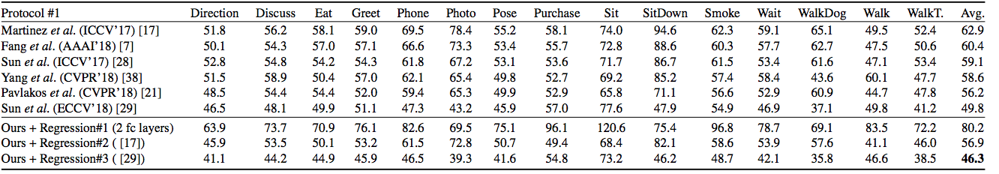 Protocol #1 Direction Discuss Eat Greet Phone Photo Pose Purchase Sit SitDown Smoke Wait WalkDog Walk WalkT. Avg.
Martinez et al. (ICCV'17) [17] 51.8 56.2 58.1 59.0 69.5 78.4 55.2 58.1 74.0 94.6 62.3 59.1 65.1 49.5 52.4 62.9
Fang et al. (AAAI'18) [7] 50.1 54.3 57.0 57.1 66.6 73.3 53.4 55.7 72.8 88.6 60.3 57.7 62.7 47.5 50.6 60.4
Sun et al. (ICCV'17) [28] 52.8 54.8 54.2 54.3 61.8 67.2 53.1 53.6 71.7 86.7 61.5 53.4 61.6 47.1 53.4 59.1
Yang et al. (CVPR'18) [38] 51.5 58.9 50.4 57.0 62.1 65.4 49.8 52.7 69.2 85.2 57.4 58.4 43.6 60.1 47.7 58.6
Pavlakos et al. (CVPR'18) [21] 48.5 54.4 54.4 52.0 59.4 65.3 49.9 52.9 65.8 71.1 56.6 52.9 60.9 44.7 47.8 56.2
Sun et al. (ECCV'18) [29] 46.5 48.1 49.9 51.1 47.3 43.2 45.9 57.0 77.6 47.9 54.9 46.9 37.1 49.8 41.2 49.8
Ours + Regression#1 (2 fc layers) 63.9 73.7 70.9 76.1 82.6 69.5 75.1 96.1 120.6 75.4 96.8 78.7 69.1 83.5 72.2 80.2
Ours + Regression#2 ( [17]) 45.9 53.5 50.1 53.2 61.5 72.8 50.7 49.4 68.4 82.1 58.6 53.9 57.6 41.1 46.0 56.9
Ours + Regression#3 ( [29]) 41.1 44.2 44.9 45.9 46.5 39.3 41.6 54.8 73.2 46.2 48.7 42.1 35.8 46.6 38.5 46.3